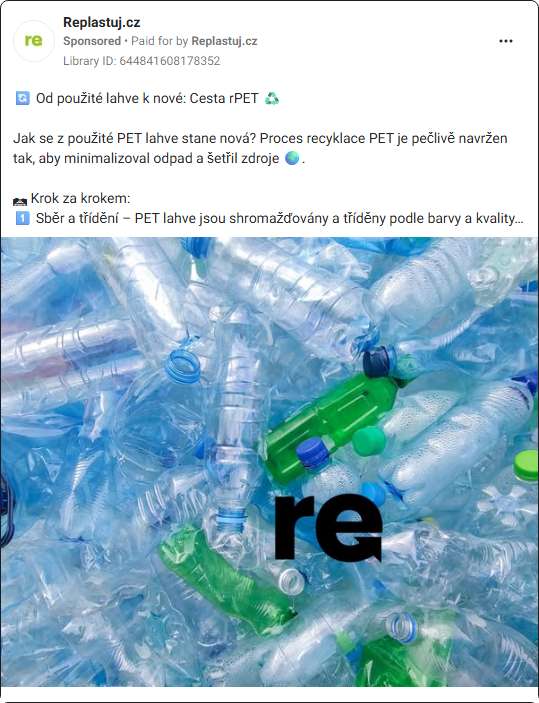 Replastuj.cz
Sponsored • Paid for by Replastuj.cz
Library ID: 644841608178352
re
🔄 Od použité lahve k nové: Cesta rPET ♻️
Jak se z použité PET lahve stane nová? Proces recyklace PET je pečlivě navržen
tak, aby minimalizoval odpad a šetřil zdroje 🌍.
Krok za krokem:
1️⃣ Sběr a třídění – PET lahve jsou shromažďovány a tříděny podle barvy a kvality...
re